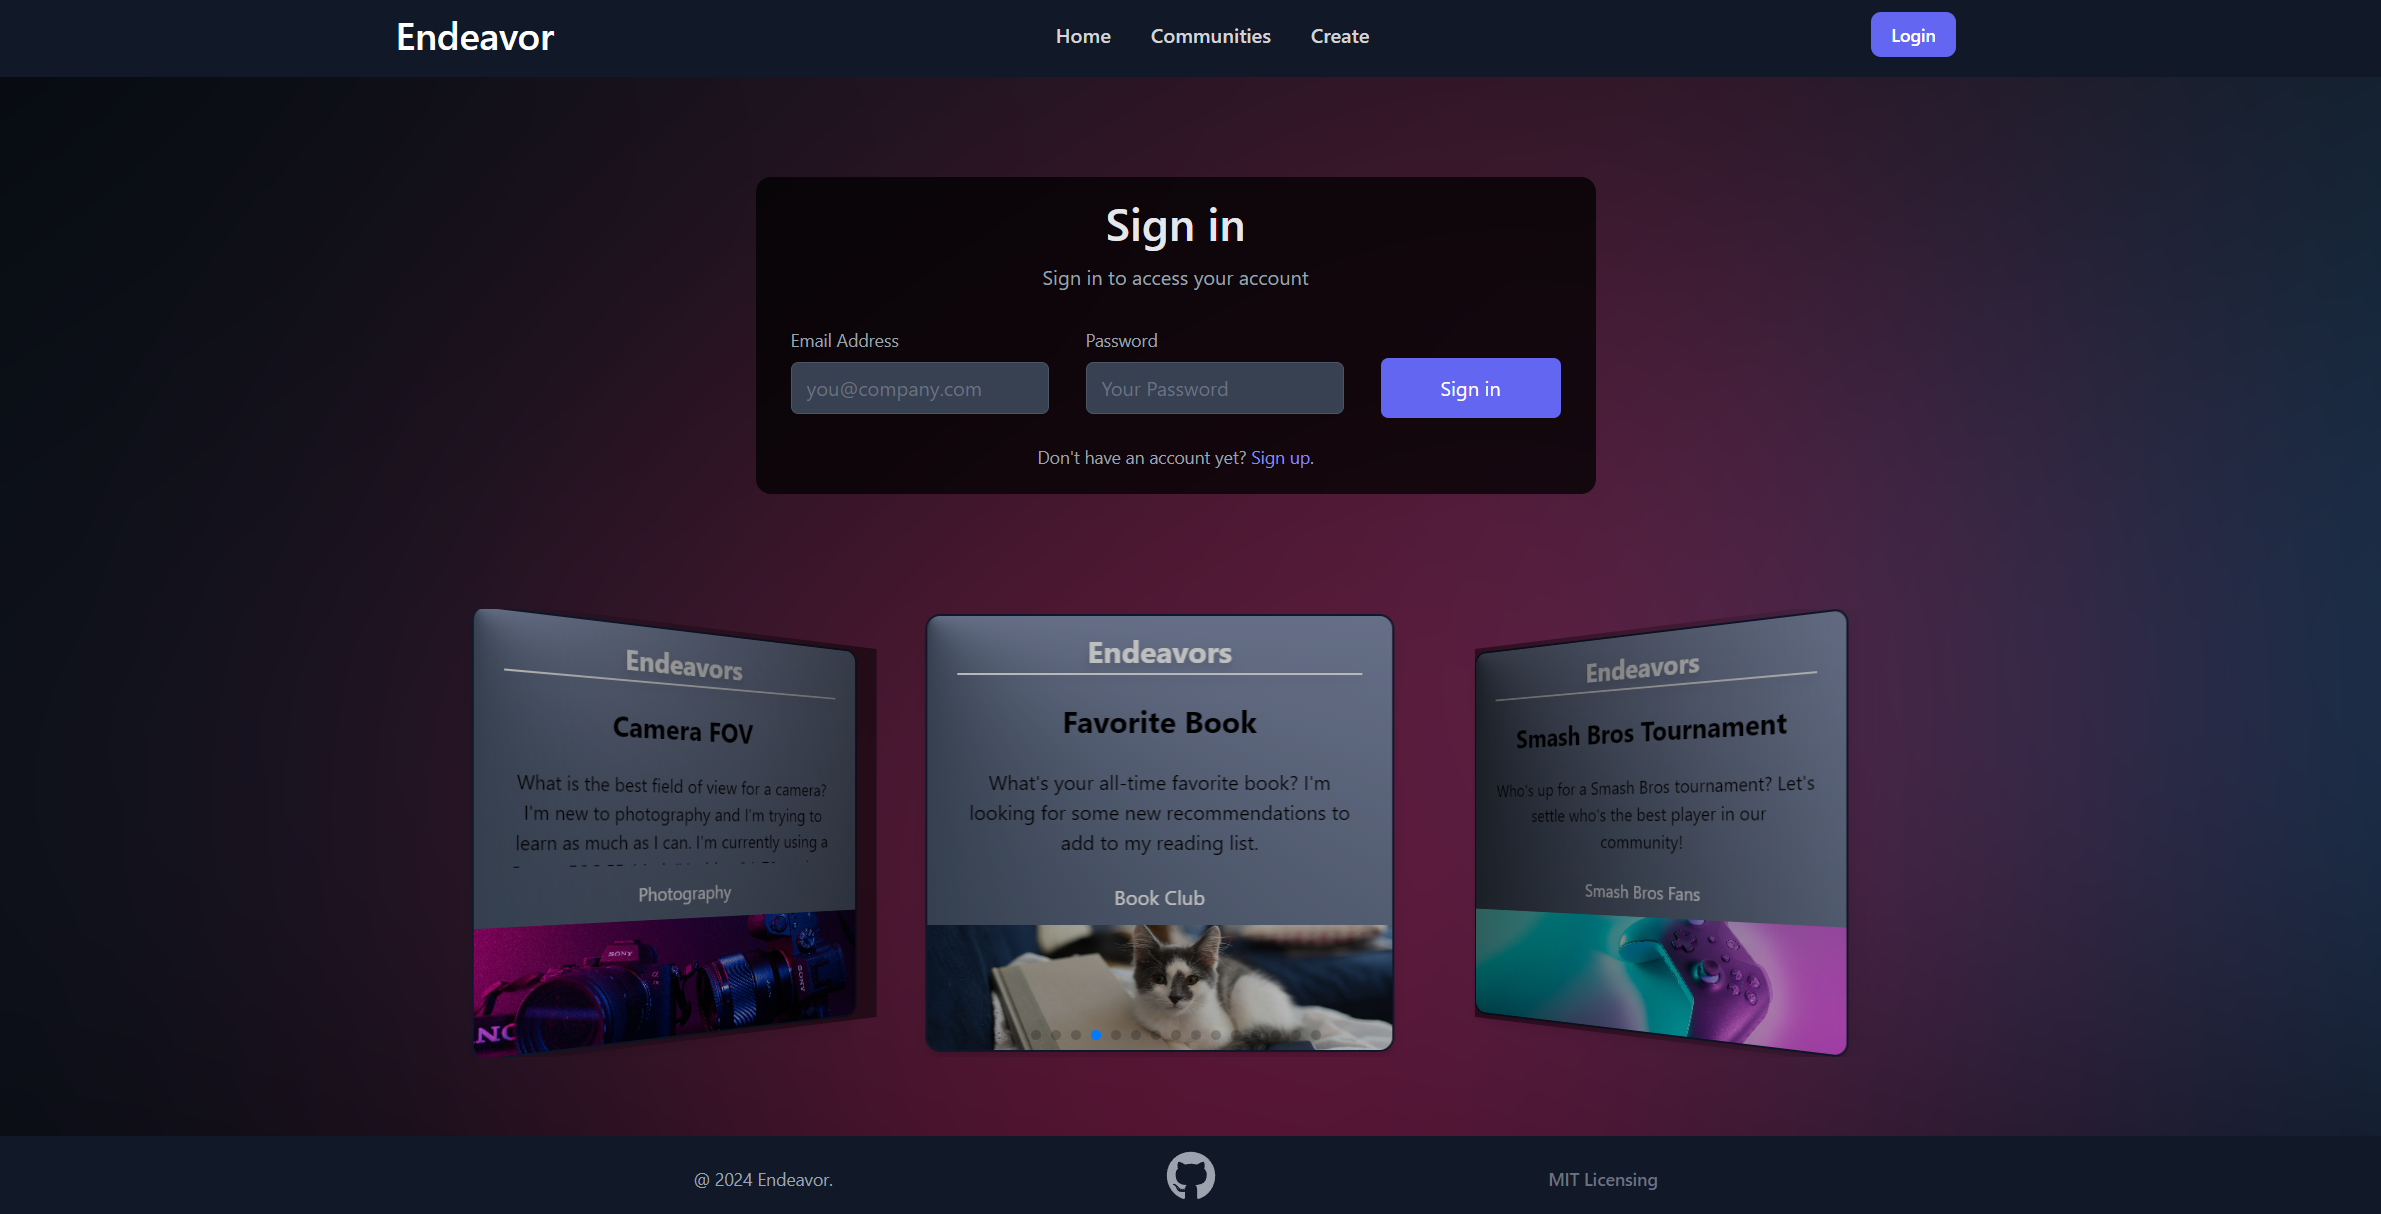 Endeavor
Home
Communities
Create
Login
Sign in
Sign in to access your account
Email Address
Password
you@company.com
Your Password
Sign in
Don't have an account yet? Sign up.
Endeavors
Camera FOV
What is the best field of view for a camera?
I'm new to photography and I'm trying to
learn as much as I can. I'm currently using a
Photography
SONY
SONY
Endeavors
Favorite Book
What's your all-time favorite book? I'm
looking for some new recommendations to
add to my reading list.
Book Club
Endeavors
Smash Bros Tournament
Who's up for a Smash Bros tournament? Let's
settle who's the best player in our
community!
Smash Bros Fans
@ 2024 Endeavor.
MIT Licensing